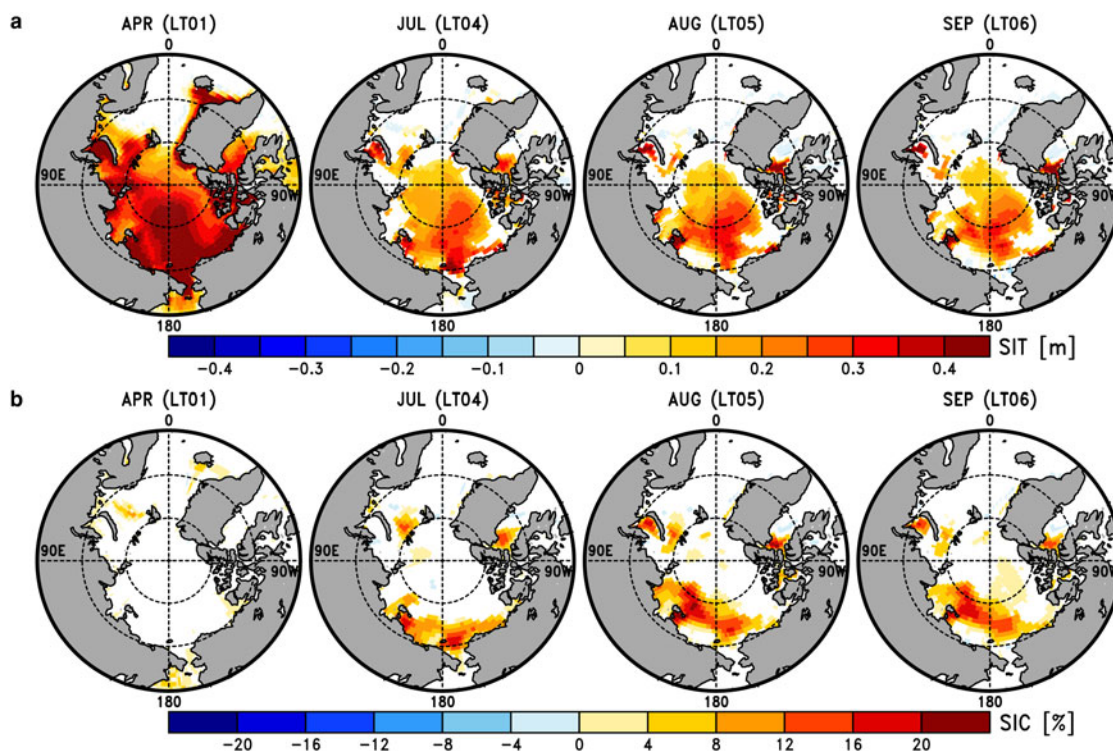 a
APR (LT01) JUL (LT04) AUG (LT05) SEP (LT06)
0 0 0 0
90E 90W 90E 90W 90E 90W 90E 90W
180 180 180 180
−0.4 −0.3 −0.2 −0.1 0 0.1 0.2 0.3 0.4 SIT [m]
b
APR (LT01) JUL (LT04) AUG (LT05) SEP (LT06)
0 0 0 0
90E 90W 90E 90W 90E 90W 90E 90W
180 180 180 180
−20 −16 −12 −8 −4 0 4 8 12 16 20 SIC [%]